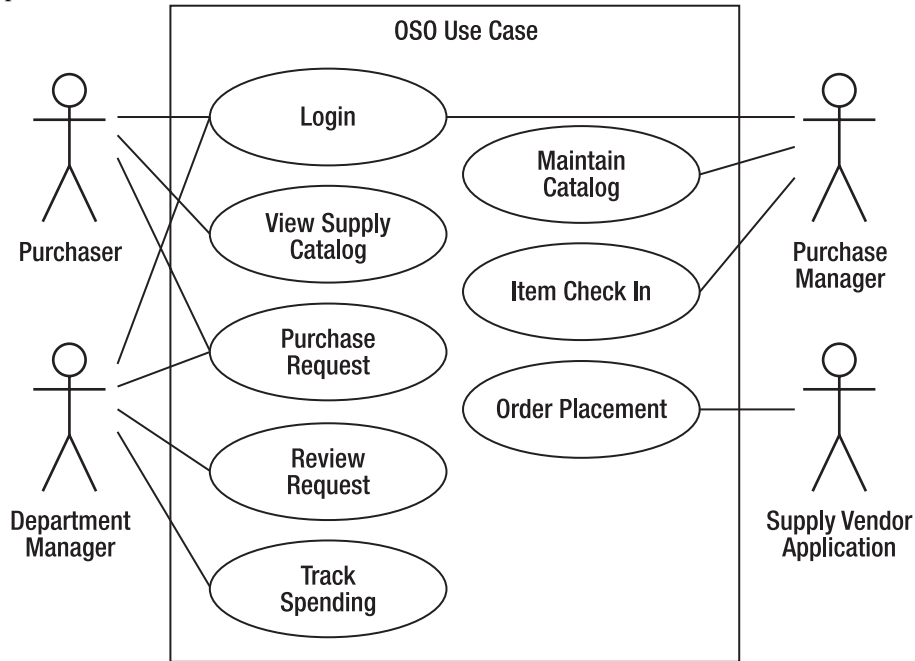 OSO Use Case
Login
Maintain
Catalog
Purchaser
View Supply
Catalog
Purchase
Manager
Item Check In
Purchase
Request
Order Placement
Review
Request
Department
Manager
Supply Vendor
Application
Track
Spending